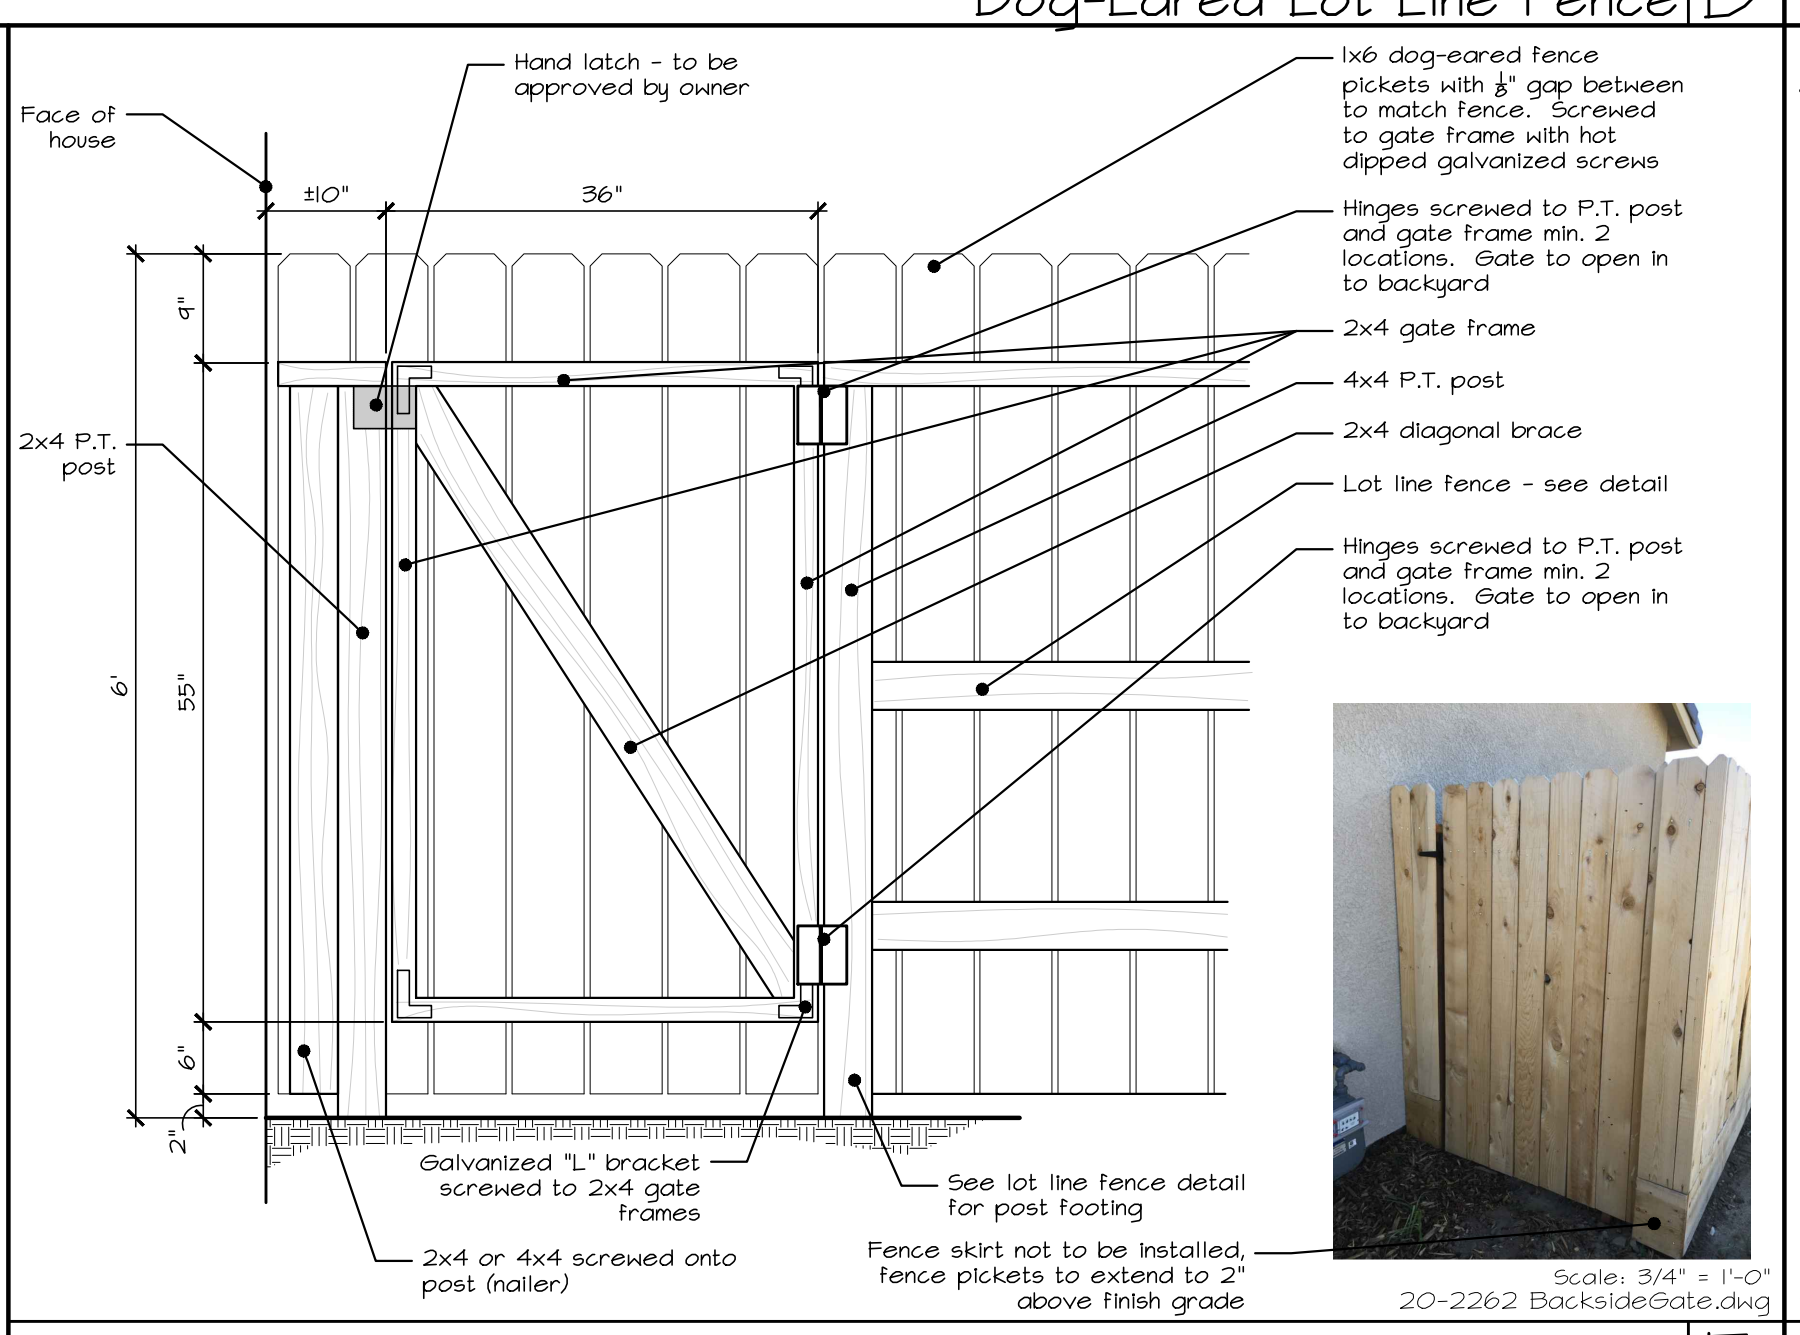 Dog-Eared Lot Line Fence D
Hand latch - to be
approved by owner
Face of
house
±10"
36"
9"
6'
55"
6"
2"
2x4 P.T.
post
1x6 dog-eared fence
pickets with 1/8" gap between
to match fence. Screwed
to gate frame with hot
dipped galvanized screws
Hinges screwed to P.T. post
and gate frame min. 2
locations. Gate to open in
to backyard
2x4 gate frame
4x4 P.T. post
2x4 diagonal brace
Lot line fence - see detail
Hinges screwed to P.T. post
and gate frame min. 2
locations. Gate to open in
to backyard
Galvanized "L" bracket
screwed to 2x4 gate
frames
2x4 or 4x4 screwed onto
post (nailer)
See lot line fence detail
for post footing
Fence skirt not to be installed,
fence pickets to extend to 2"
above finish grade
Scale: 3/4" = 1'-0"
20-2262 BacksideGate.dwg